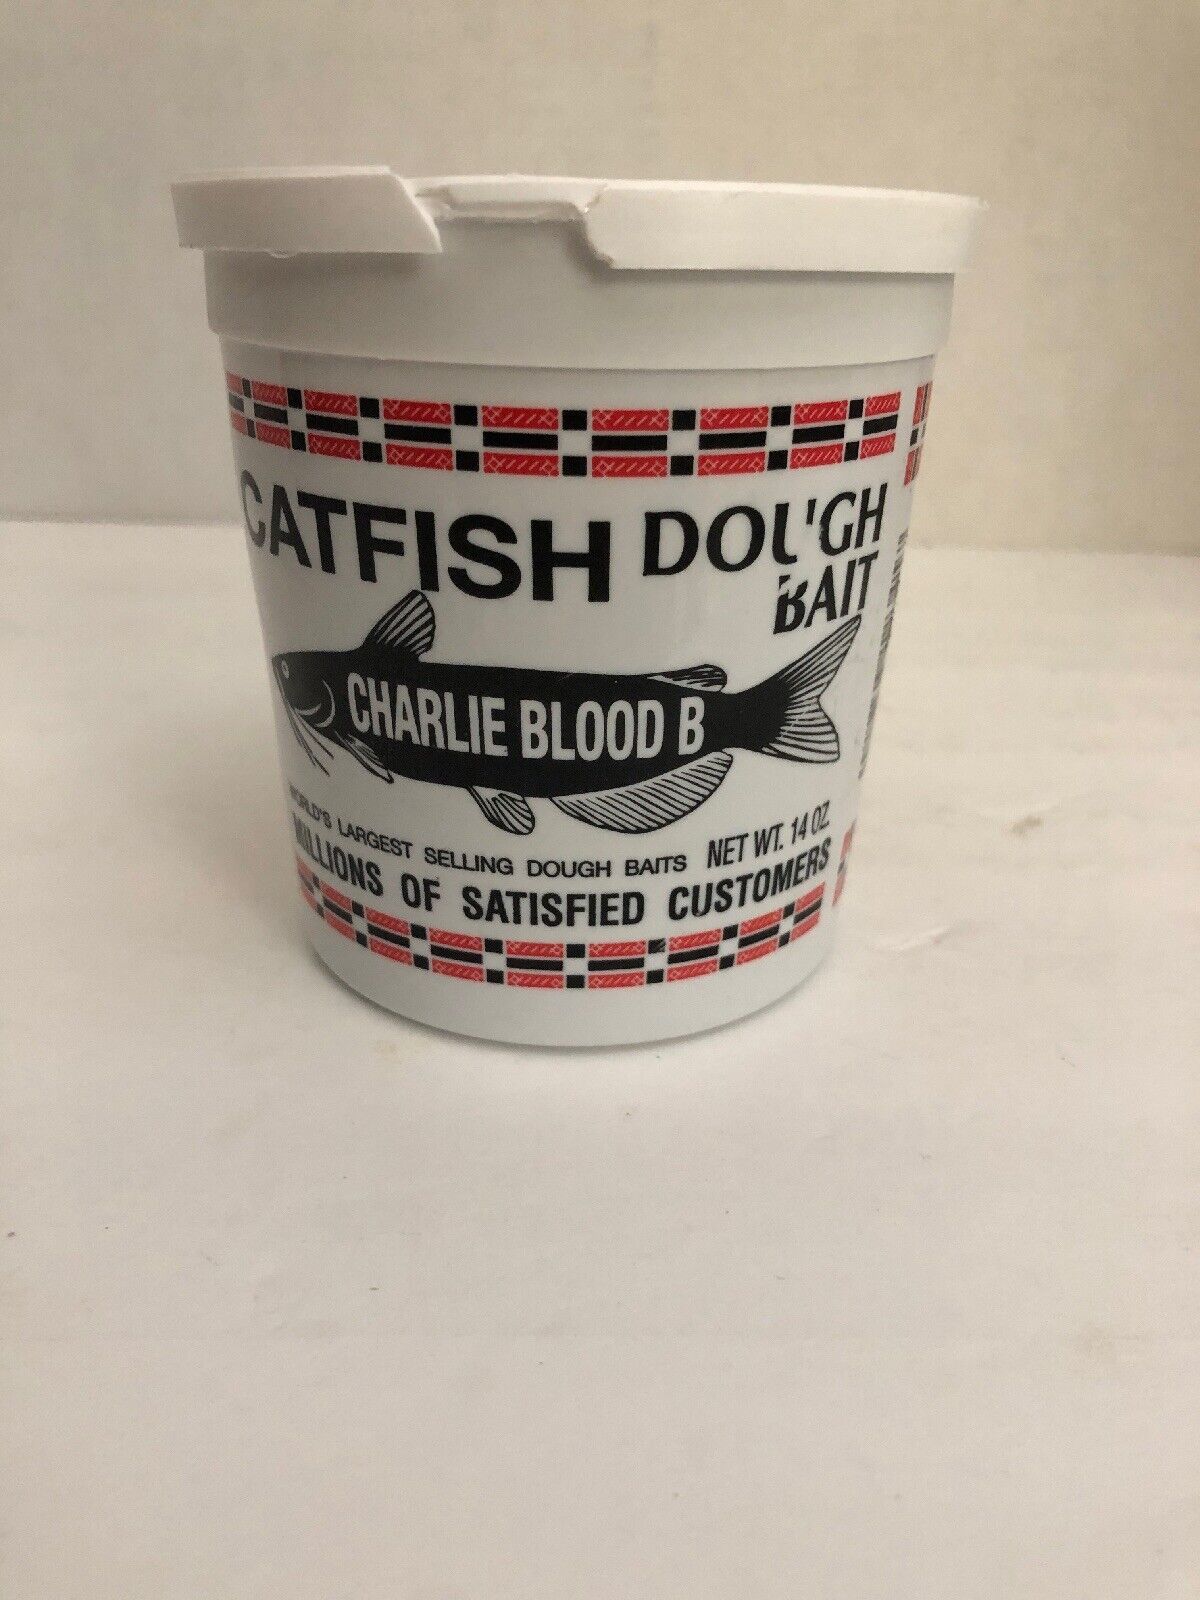 CATFISH DOUGH
BAIT
CHARLIE BLOOD B
WORLD'S LARGEST SELLING DOUGH BAITS NET WT. 14 OZ.
MILLIONS OF SATISFIED CUSTOMERS